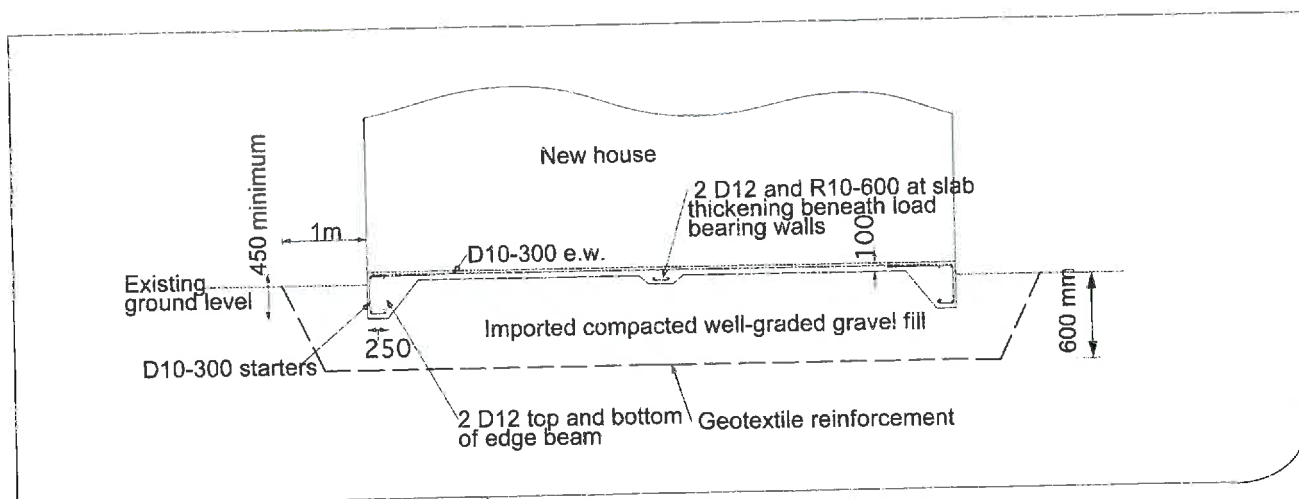 New house
2 D12 and R10-600 at slab
thickening beneath load
bearing walls
450 minimum
1m
D10-300 e.w.
100
Existing
ground level
Imported compacted well-graded gravel fill
600 mm
250
D10-300 starters
2 D12 top and bottom
of edge beam
Geotextile reinforcement